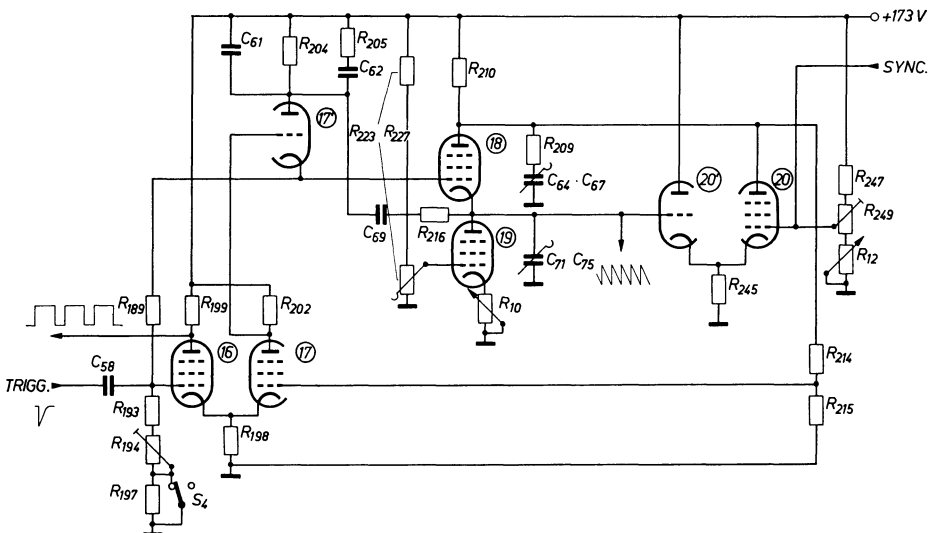 +173 V
C61
R204
R205
C62
R210
SYNC.
17'
R223
R227
18
R209
C64 · C67
20'
20
R247
R249
R12
C69
R216
19
C71 C75
R10
R245
R189
R199
R202
16
17
C58
TRIGG.
R193
R194
R197
S4
R198
R214
R215